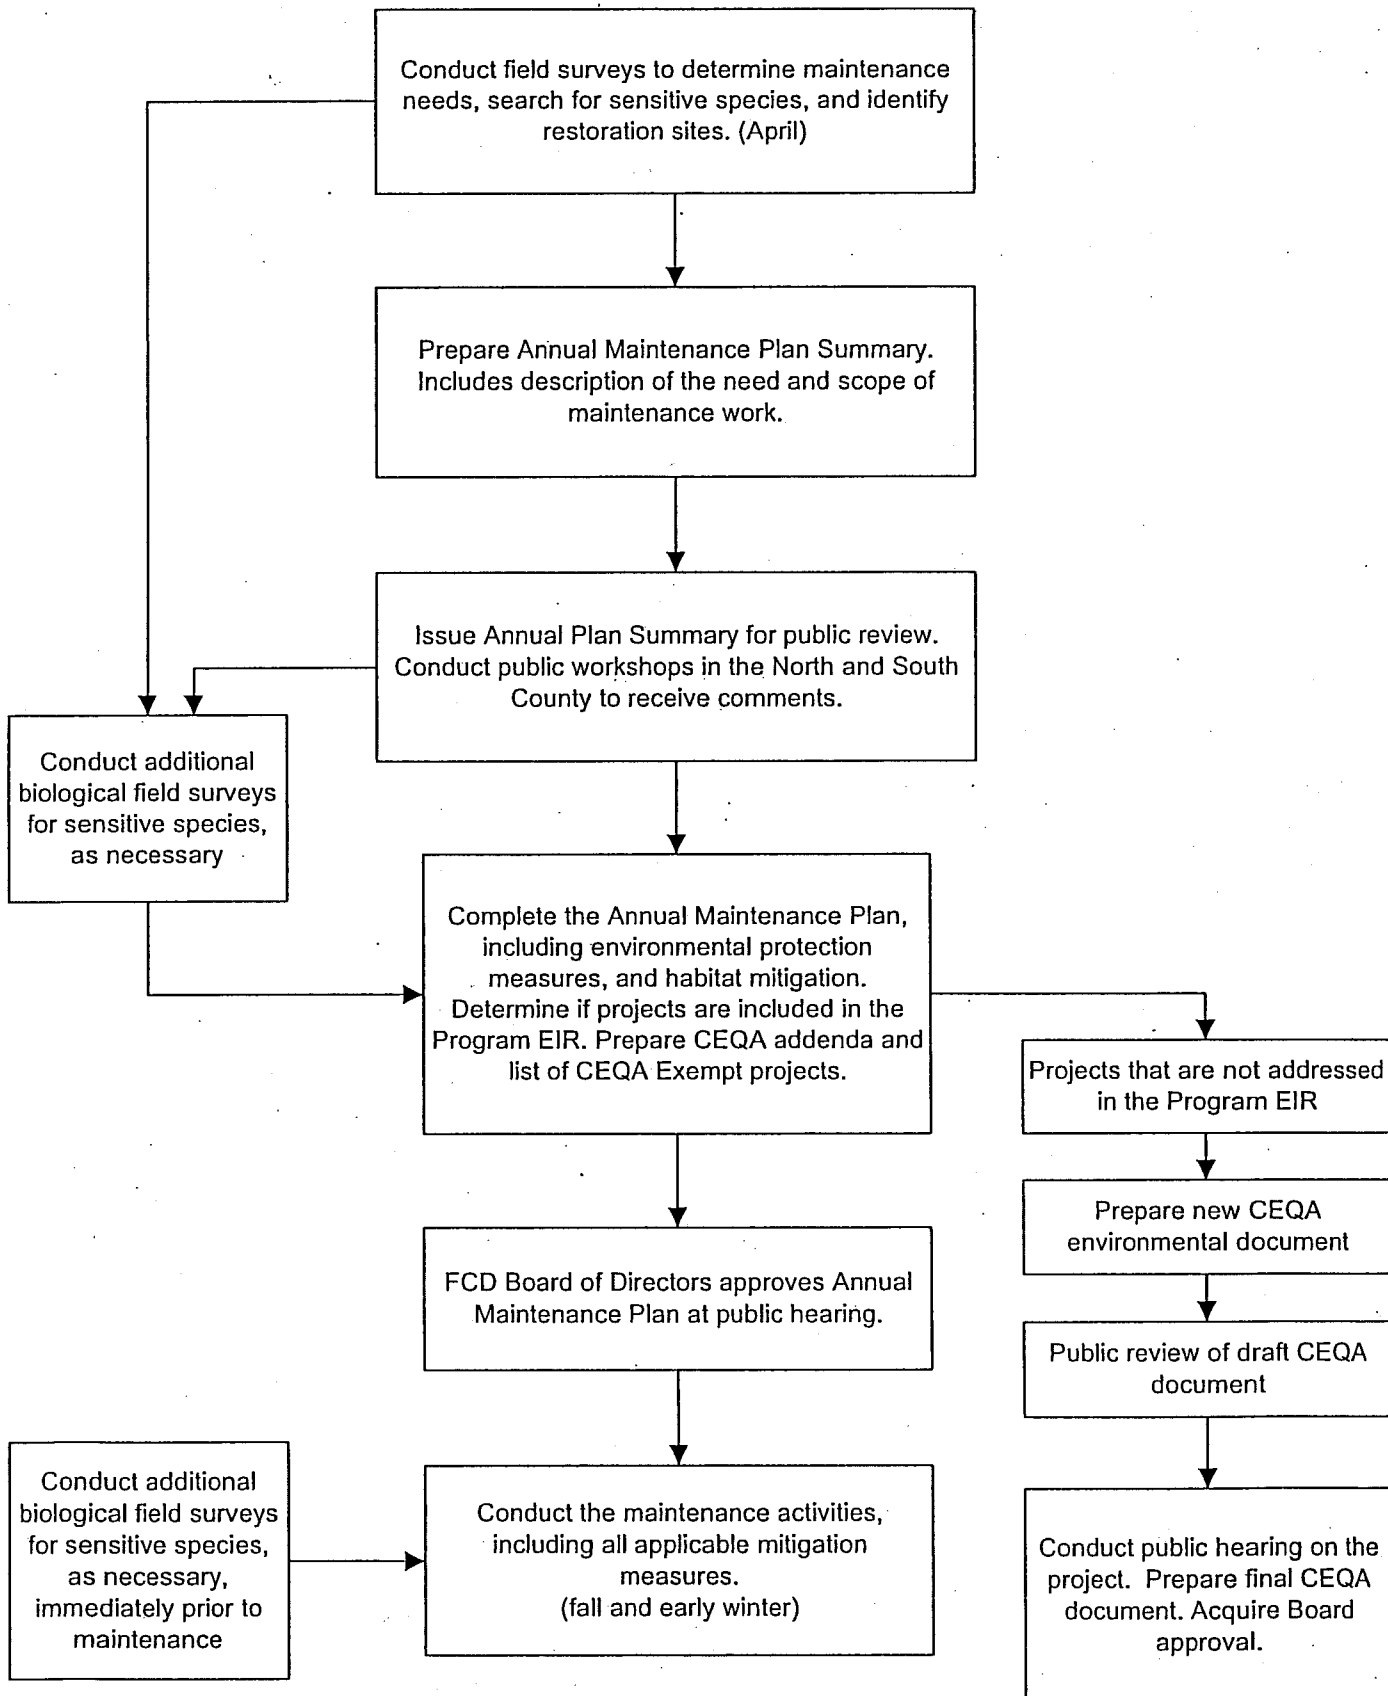 Conduct field surveys to determine maintenance
needs, search for sensitive species, and identify
restoration sites. (April)
Prepare Annual Maintenance Plan Summary.
Includes description of the need and scope of
maintenance work.
Issue Annual Plan Summary for public review.
Conduct public workshops in the North and South
County to receive comments.
Conduct additional
biological field surveys
for sensitive species,
as necessary
Complete the Annual Maintenance Plan,
including environmental protection
measures, and habitat mitigation.
Determine if projects are included in the
Program EIR. Prepare CEQA addenda and
list of CEQA Exempt projects.
Projects that are not addressed
in the Program EIR
Prepare new CEQA
environmental document
FCD Board of Directors approves Annual
Maintenance Plan at public hearing.
Public review of draft CEQA
document
Conduct additional
biological field surveys
for sensitive species,
as necessary,
immediately prior to
maintenance
Conduct the maintenance activities,
including all applicable mitigation
measures.
(fall and early winter)
Conduct public hearing on the
project. Prepare final CEQA
document. Acquire Board
approval.